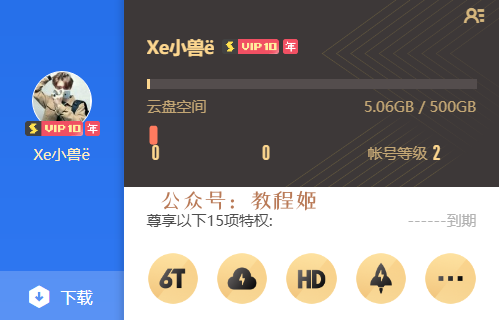 Xe小兽ë VIP10 年
云盘空间 5.06GB / 500GB
0 0 帐号等级 2
VIP10 年
Xe小兽ë
公众号：教程姬
尊享以下15项特权: ------到期
6T HD
下载